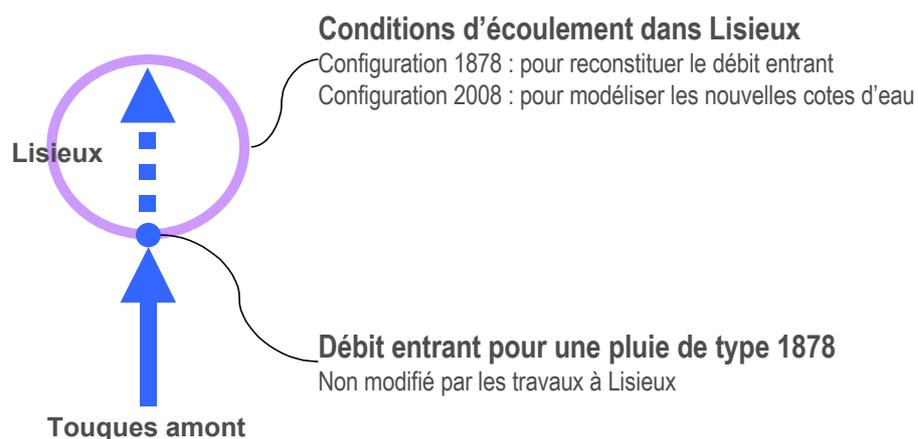 Conditions d’écoulement dans Lisieux
Configuration 1878 : pour reconstituer le débit entrant
Configuration 2008 : pour modéliser les nouvelles cotes d’eau
Lisieux
Débit entrant pour une pluie de type 1878
Non modifié par les travaux à Lisieux
Touques amont